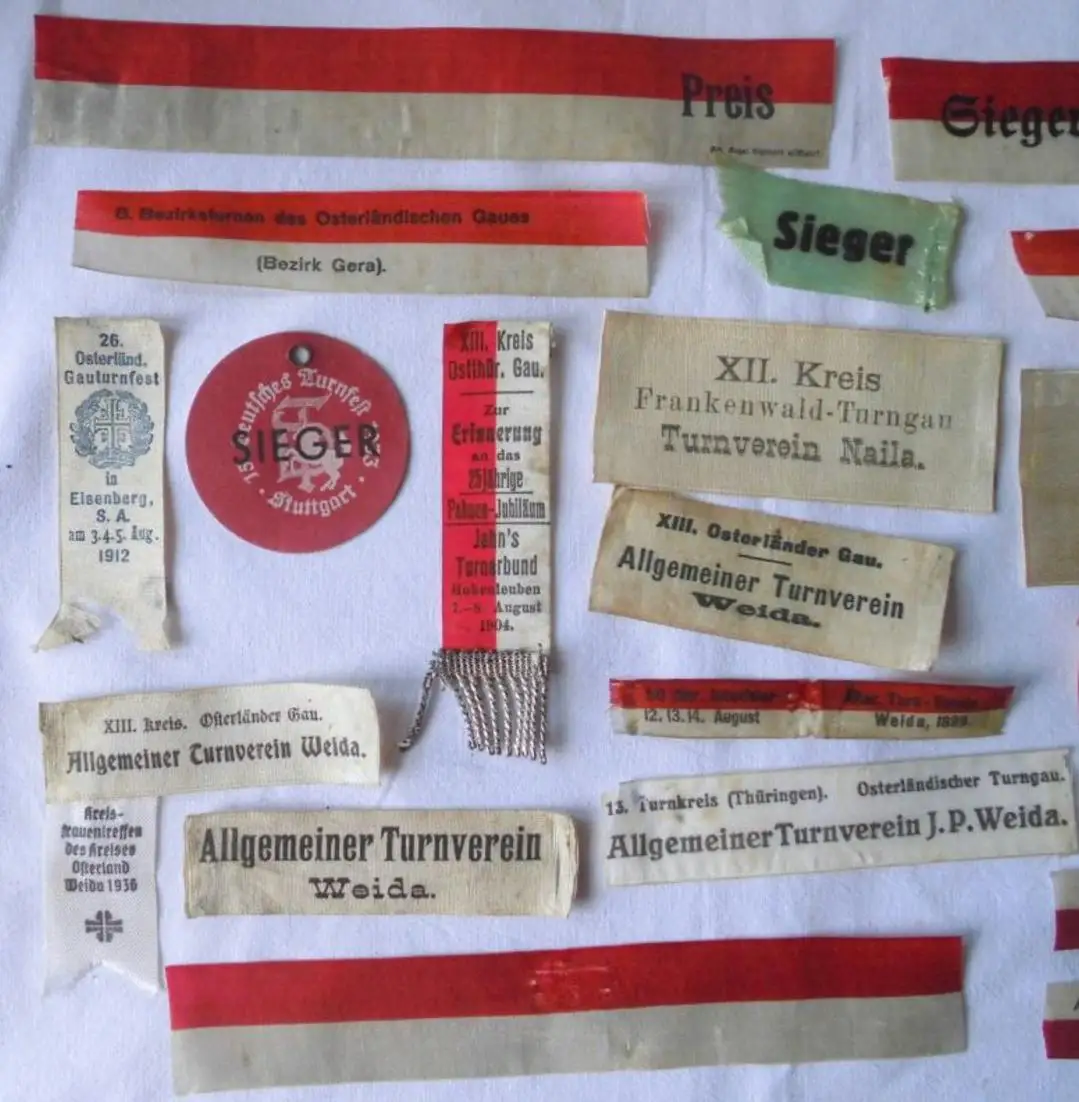 Preis
Sieger
6. Bezirksturnen des Osterländischen Gaues
(Bezirk Gera).
Sieger
26.
Osterländ.
Gauturnfest
in
Eisenberg,
S. A.
am 3.4.5. Aug.
1912
15. Deutsches Turnfest
SIEGER
Stuttgart
XIII. Kreis
Ostthür. Gau.
Zur
Erinnerung
an das
25jährige
Fahnen-Jubiläum
Jahn's
Turnerbund
Hohenleuben
7.-8. August
1904.
XII. Kreis
Frankenwald-Turngau
Turnverein Naila.
XIII. Osterländer Gau.
Allgemeiner Turnverein
Weida.
12. 13. 14. August
Weida, 1899
XIII. Kreis. Osterländer Gau.
Allgemeiner Turnverein Weida.
Kreis-
frauentreffen
des Kreises
Osterland
Weida 1936
Allgemeiner Turnverein
Weida.
13. Turnkreis (Thüringen). Osterländischer Turngau.
Allgemeiner Turnverein J. P. Weida.